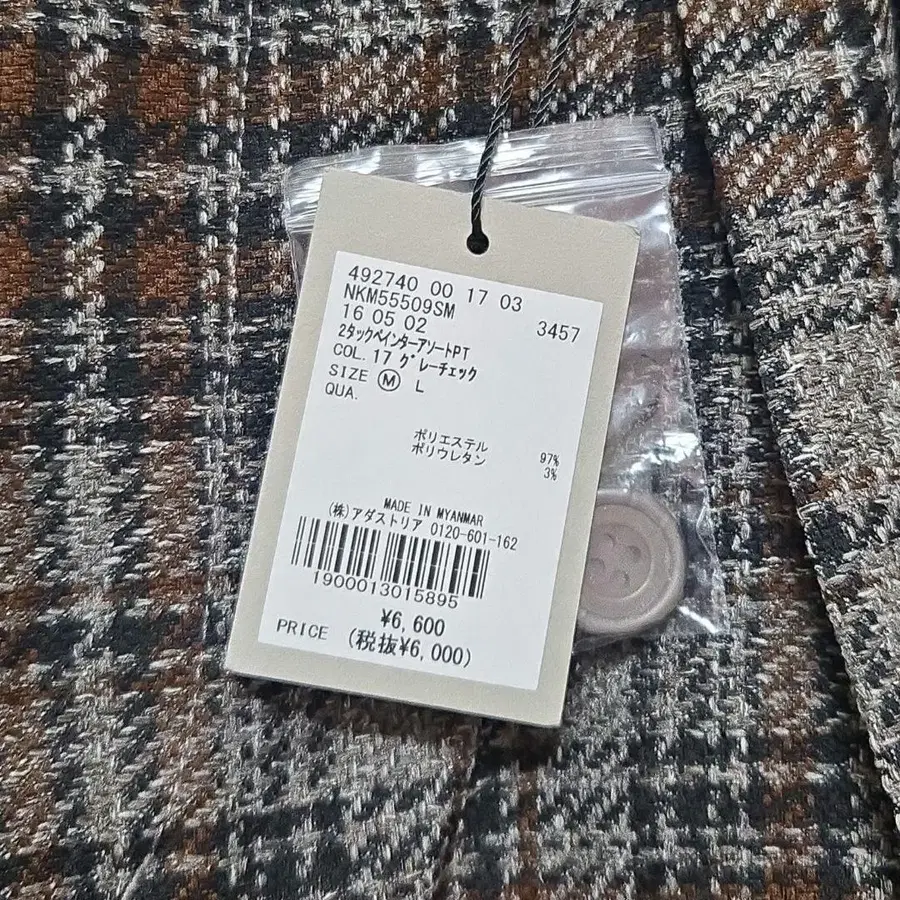 492740 00 17 03
NKM55509SM
16 05 02 3457
2タックペインターアソートPT
COL. 17 グレーチェック
SIZE Ⓜ L
QUA.
ポリエステル 97%
ポリウレタン 3%
MADE IN MYANMAR
(株)アダストリア 0120-601-162
1900013015895
¥6,600
PRICE (税抜¥6,000)